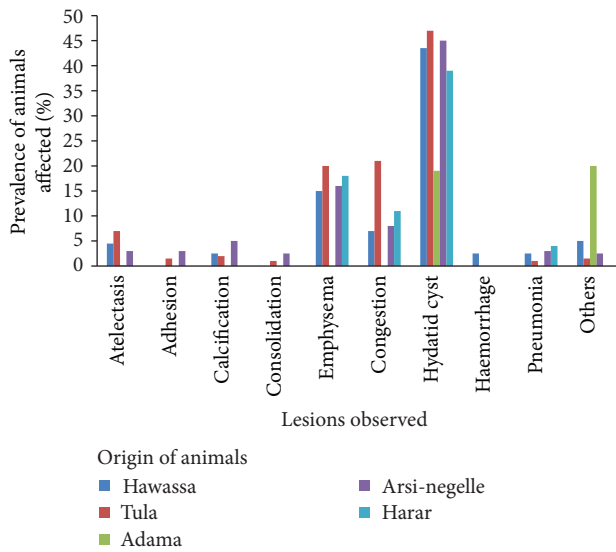 Prevalence of animals
affected (%)
50
45
40
35
30
25
20
15
10
5
0
Atelectasis
Adhesion
Calcification
Consolidation
Emphysema
Congestion
Hydatid cyst
Haemorrhage
Pneumonia
Others
Lesions observed
Origin of animals
Hawassa
Tula
Adama
Arsi-negelle
Harar